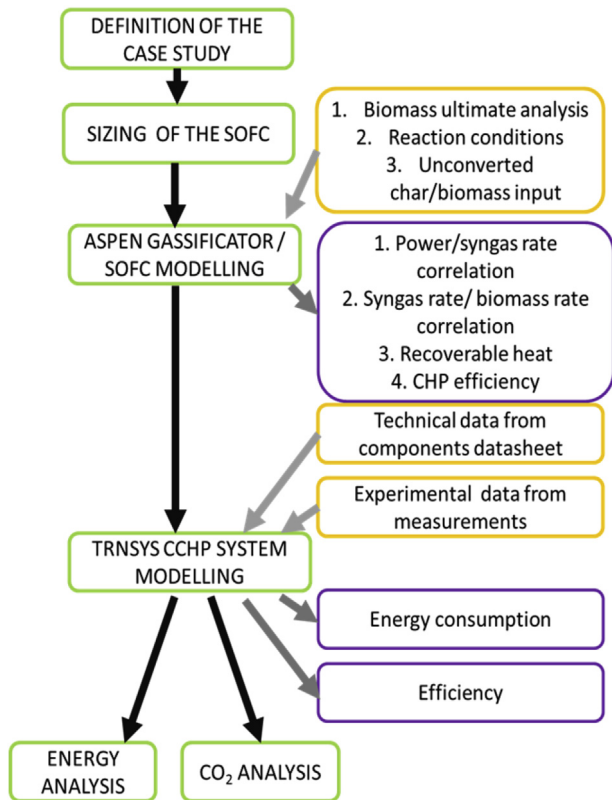 DEFINITION OF THE
CASE STUDY
SIZING OF THE SOFC
1. Biomass ultimate analysis
2. Reaction conditions
3. Unconverted
char/biomass input
ASPEN GASSIFICATOR /
SOFC MODELLING
1. Power/syngas rate
correlation
2. Syngas rate/ biomass rate
correlation
3. Recoverable heat
4. CHP efficiency
Technical data from
components datasheet
Experimental data from
measurements
TRNSYS CCHP SYSTEM
MODELLING
Energy consumption
Efficiency
ENERGY
ANALYSIS
CO₂ ANALYSIS